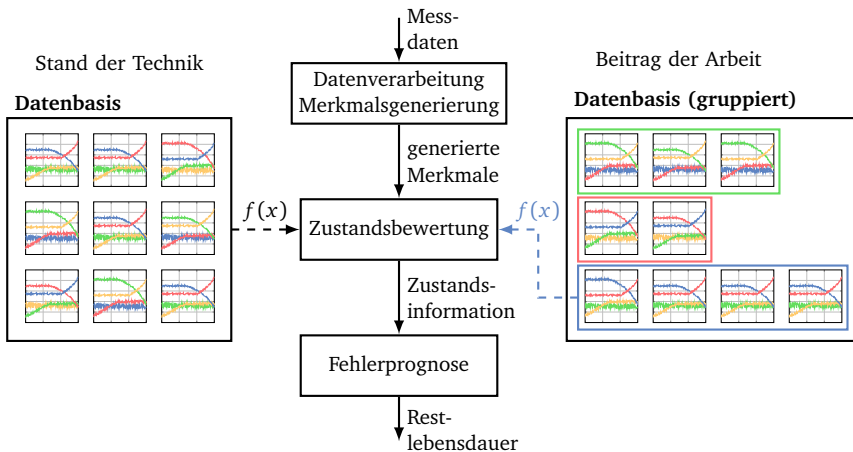 Mess-
daten
Stand der Technik
Beitrag der Arbeit
Datenverarbeitung
Merkmalsgenerierung
Datenbasis
Datenbasis (gruppiert)
generierte
Merkmale
f(x)
f(x)
Zustandsbewertung
Zustands-
information
Fehlerprognose
Rest-
lebensdauer